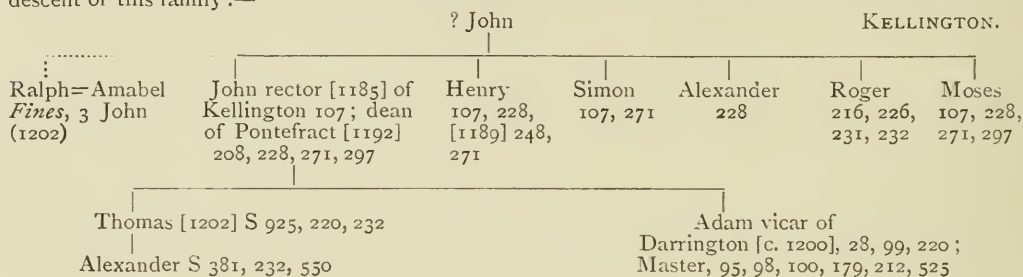 descent of this family :—
? John KELLINGTON.
Ralph=Amabel John rector [1185] of Henry Simon Alexander Roger Moses
Fines, 3 John Kellington 107; dean 107, 228, 107, 271 228 216, 226, 107, 228,
(1202) of Pontefract [1192] [1189] 248, 231, 232 271, 297
208, 228, 271, 297 271
Thomas [1202] S 925, 220, 232 Adam vicar of
Darrington [c. 1200], 28, 99, 220;
Alexander S 381, 232, 550 Master, 95, 98, 100, 179, 212, 525